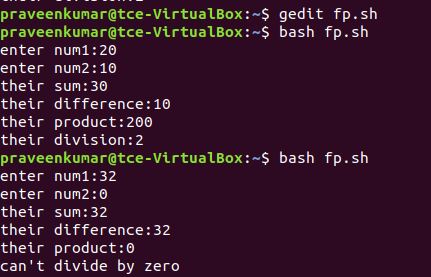 praveenkumar@tce-VirtualBox:~$ gedit fp.sh
praveenkumar@tce-VirtualBox:~$ bash fp.sh
enter num1:20
enter num2:10
their sum:30
their difference:10
their product:200
their division:2
praveenkumar@tce-VirtualBox:~$ bash fp.sh
enter num1:32
enter num2:0
their sum:32
their difference:32
their product:0
can't divide by zero